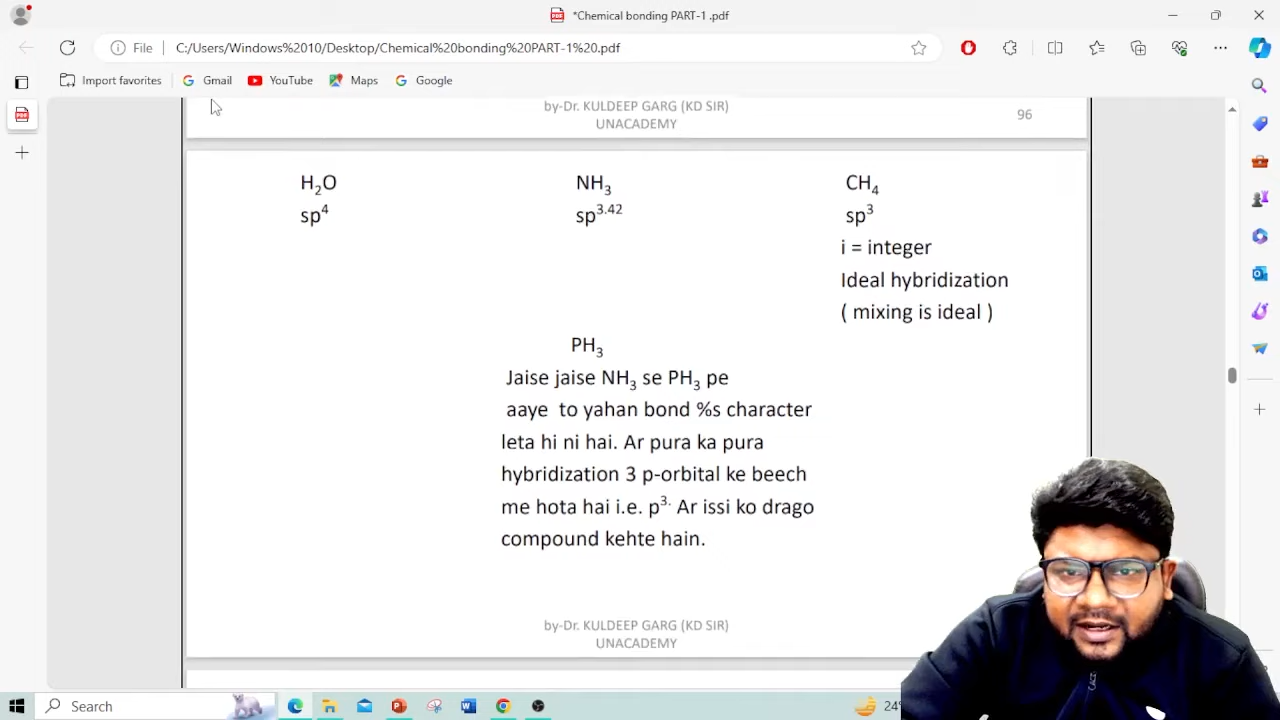 *Chemical bonding PART-1 .pdf
File C:/Users/Windows%2010/Desktop/Chemical%20bonding%20PART-1%20.pdf
Import favorites Gmail YouTube Maps Google
by-Dr. KULDEEP GARG (KD SIR)
UNACADEMY
96
H₂O NH₃ CH₄
sp⁴ sp³·⁴² sp³
i = integer
Ideal hybridization
( mixing is ideal )
PH₃
Jaise jaise NH₃ se PH₃ pe
aaye to yahan bond %s character
leta hi ni hai. Ar pura ka pura
hybridization 3 p-orbital ke beech
me hota hai i.e. p³· Ar issi ko drago
compound kehte hain.
by-Dr. KULDEEP GARG (KD SIR)
UNACADEMY
Search 24°